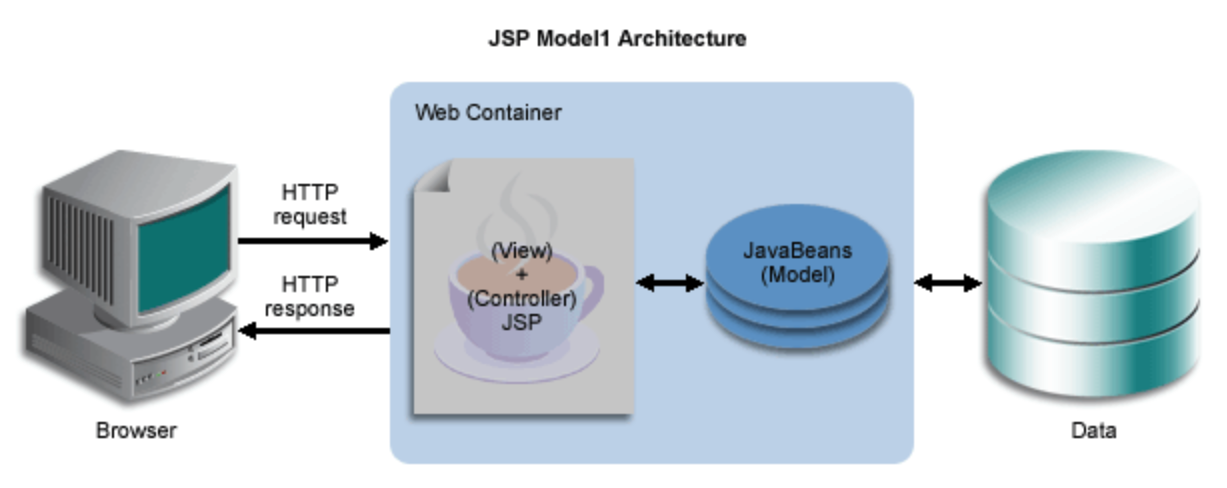 JSP Model1 Architecture
Web Container
HTTP
request
HTTP
response
(View)
+
(Controller)
JSP
JavaBeans
(Model)
Browser
Data